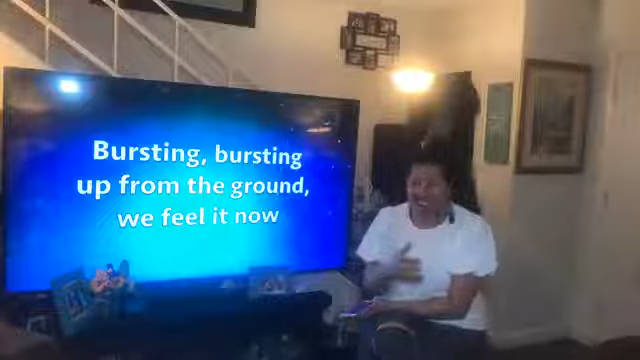 Bursting, bursting
up from the ground,
we feel it now